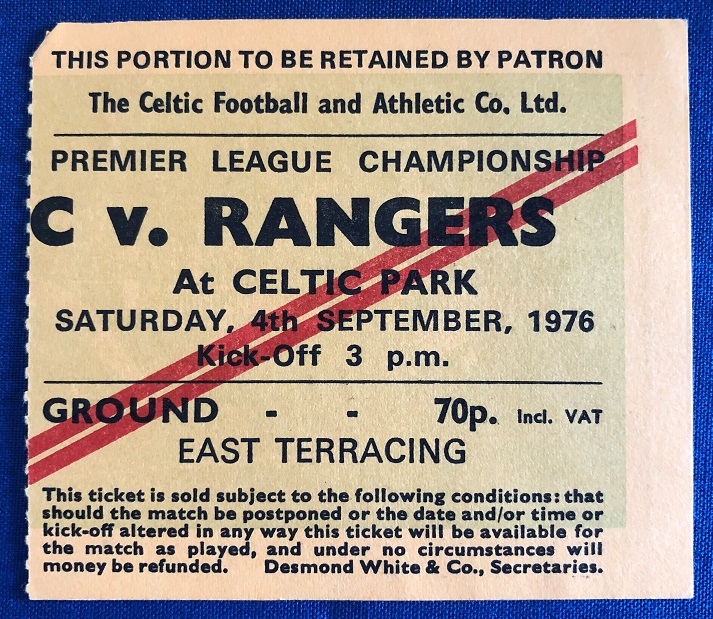 THIS PORTION TO BE RETAINED BY PATRON
The Celtic Football and Athletic Co. Ltd.
PREMIER LEAGUE CHAMPIONSHIP
C v. RANGERS
At CELTIC PARK
SATURDAY, 4th SEPTEMBER, 1976
Kick-Off 3 p.m.
GROUND - - 70p. Incl. VAT
EAST TERRACING
This ticket is sold subject to the following conditions: that
should the match be postponed or the date and/or time or
kick-off altered in any way this ticket will be available for
the match as played, and under no circumstances will
money be refunded. Desmond White & Co., Secretaries.